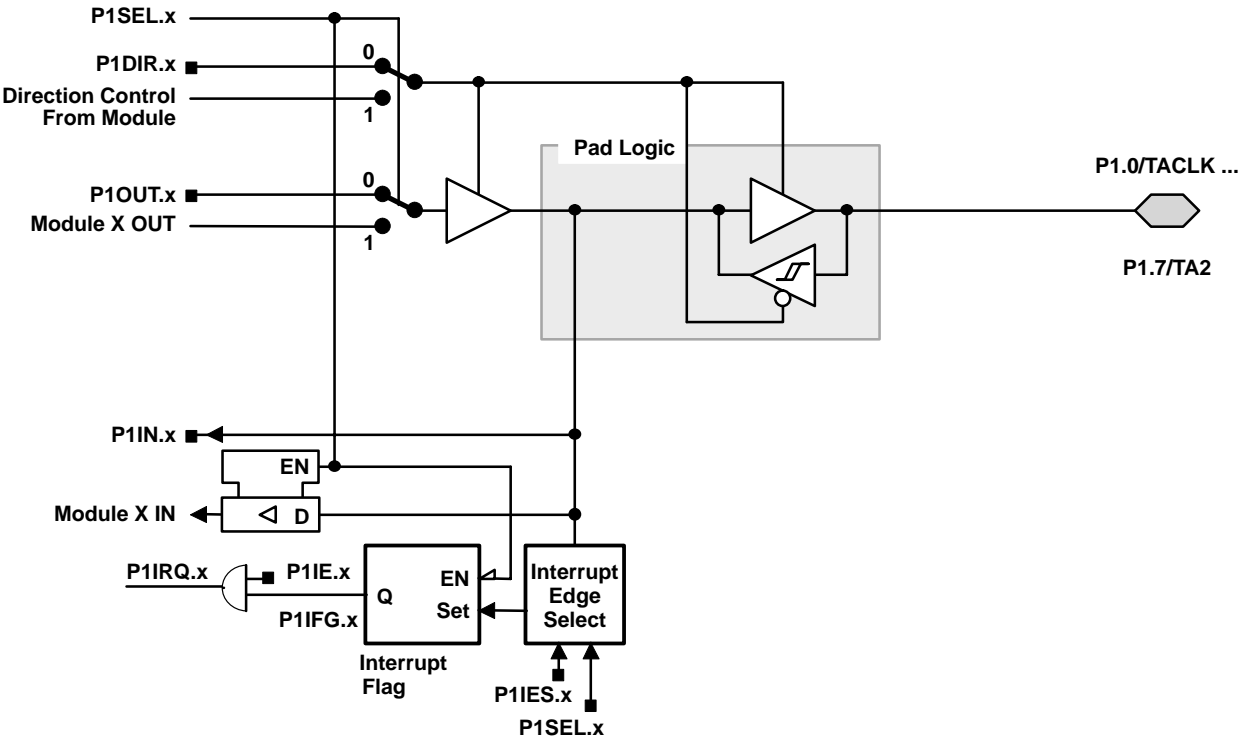 P1SEL.x
P1DIR.x
0
Direction Control
From Module
1
Pad Logic
P1OUT.x
0
Module X OUT
1
P1.0/TACLK ...
P1.7/TA2
P1IN.x
EN
Module X IN
D
P1IRQ.x
P1IE.x
P1IFG.x
Q
EN
Set
Interrupt
Edge
Select
Interrupt
Flag
P1IES.x
P1SEL.x